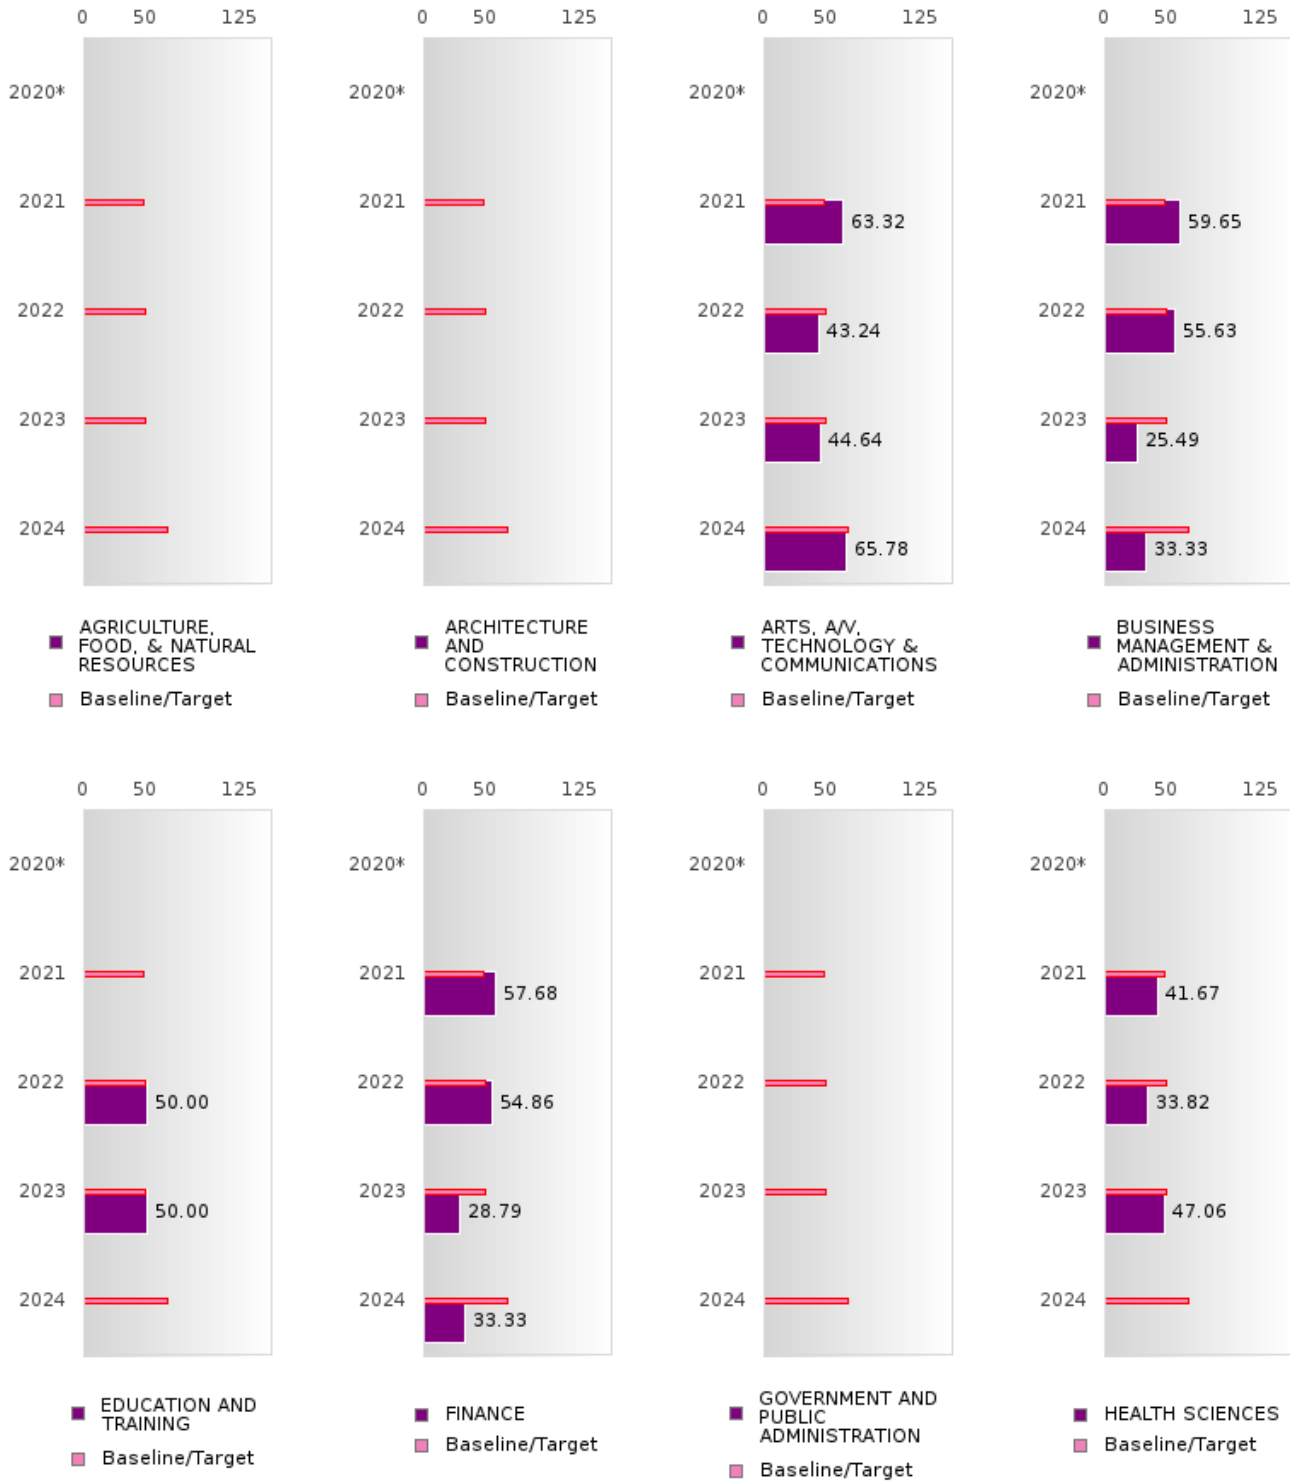 0 50 125
0 50 125
0 50 125
0 50 125
2020* 2020* 2020* 2020*
2021 2021 2021 63.32 2021 59.65
2022 2022 2022 43.24 2022 55.63
2023 2023 2023 44.64 2023 25.49
2024 2024 2024 65.78 2024 33.33
AGRICULTURE,
FOOD, & NATURAL
RESOURCES
Baseline/Target
ARCHITECTURE
AND
CONSTRUCTION
Baseline/Target
ARTS, A/V,
TECHNOLOGY &
COMMUNICATIONS
Baseline/Target
BUSINESS
MANAGEMENT &
ADMINISTRATION
Baseline/Target
0 50 125
0 50 125
0 50 125
0 50 125
2020* 2020* 2020* 2020*
2021 2021 57.68 2021 2021 41.67
2022 50.00 2022 54.86 2022 2022 33.82
2023 50.00 2023 28.79 2023 2023 47.06
2024 2024 33.33 2024 2024
EDUCATION AND
TRAINING
Baseline/Target
FINANCE
Baseline/Target
GOVERNMENT AND
PUBLIC
ADMINISTRATION
Baseline/Target
HEALTH SCIENCES
Baseline/Target